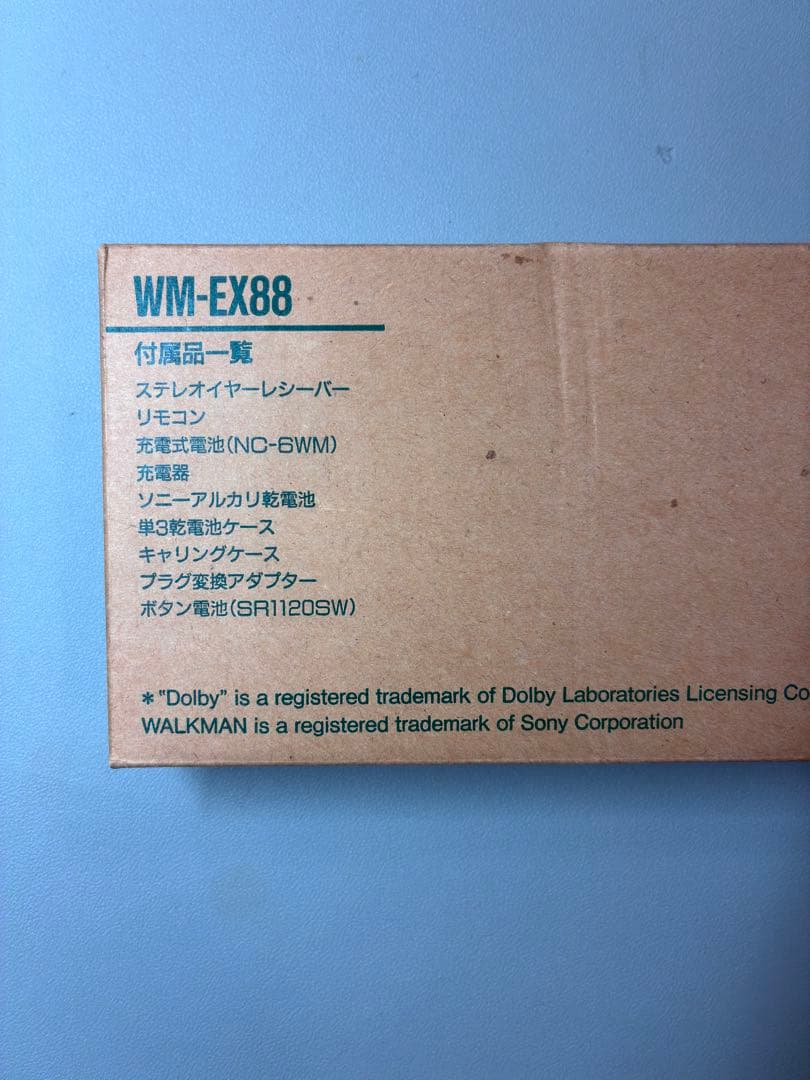 WM-EX88
付属品一覧
ステレオイヤーレシーバー
リモコン
充電式電池(NC-6WM)
充電器
ソニーアルカリ乾電池
単3乾電池ケース
キャリングケース
プラグ変換アダプター
ボタン電池(SR1120SW)
*"Dolby" is a registered trademark of Dolby Laboratories Licensing Co
WALKMAN is a registered trademark of Sony Corporation